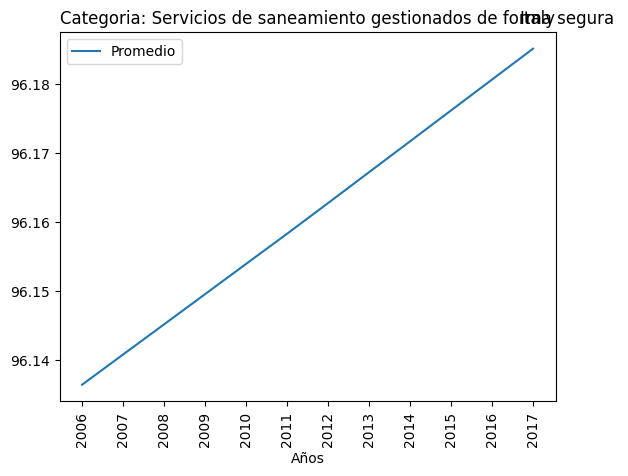 Categoria: Servicios de saneamiento gestionados de forma segura
Italy
Promedio
96.18
96.17
96.16
96.15
96.14
2006 2007 2008 2009 2010 2011 2012 2013 2014 2015 2016 2017
Años